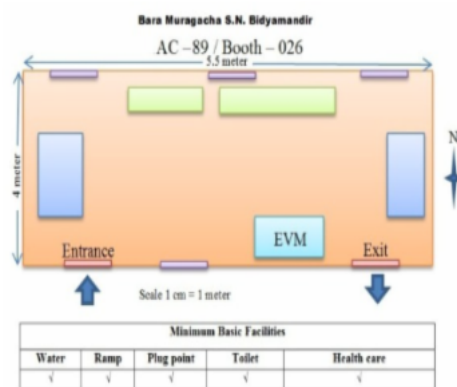 Bara Muragacha S.N. Bidyamandir
AC – 89 / Booth – 026
5.5 meter
4 meter
N
EVM
Entrance
Exit
Scale 1 cm = 1 meter
Minimum Basic Facilities
Water Ramp Plug point Toilet Health care
√ √ √ √ √